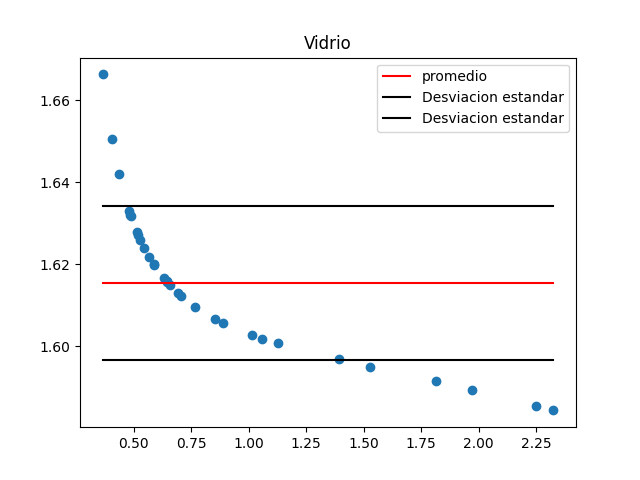 Vidrio
promedio
Desviacion estandar
Desviacion estandar
1.66
1.64
1.62
1.60
0.50 0.75 1.00 1.25 1.50 1.75 2.00 2.25